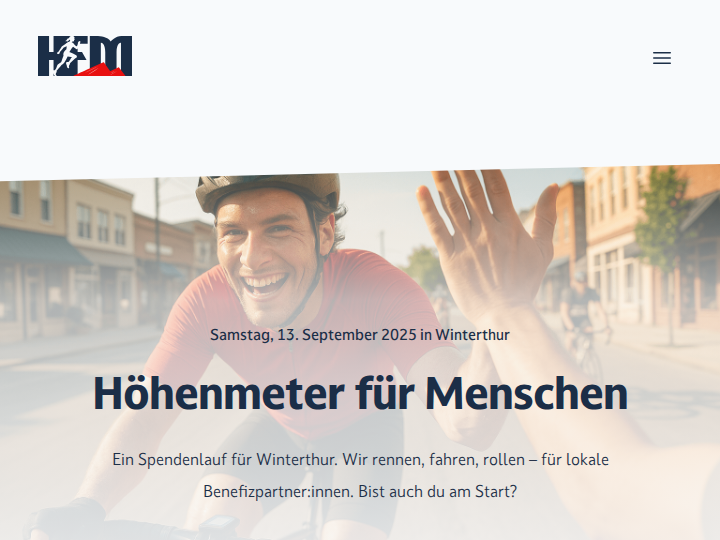 HFM
Samstag, 13. September 2025 in Winterthur
Höhenmeter für Menschen
Ein Spendenlauf für Winterthur. Wir rennen, fahren, rollen – für lokale
Benefizpartner:innen. Bist auch du am Start?